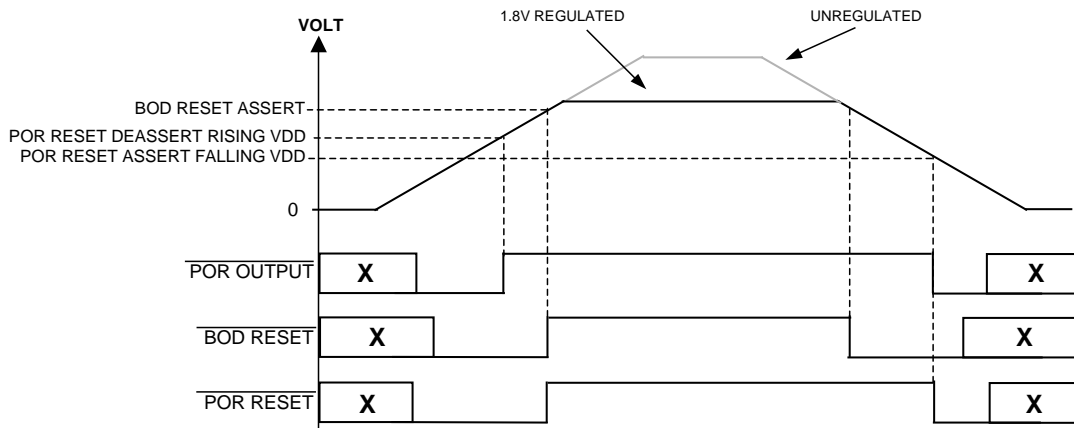 1.8V REGULATED
UNREGULATED
VOLT
BOD RESET ASSERT
POR RESET DEASSERT RISING VDD
POR RESET ASSERT FALLING VDD
0
POR OUTPUT
X
X
BOD RESET
X
X
POR RESET
X
X